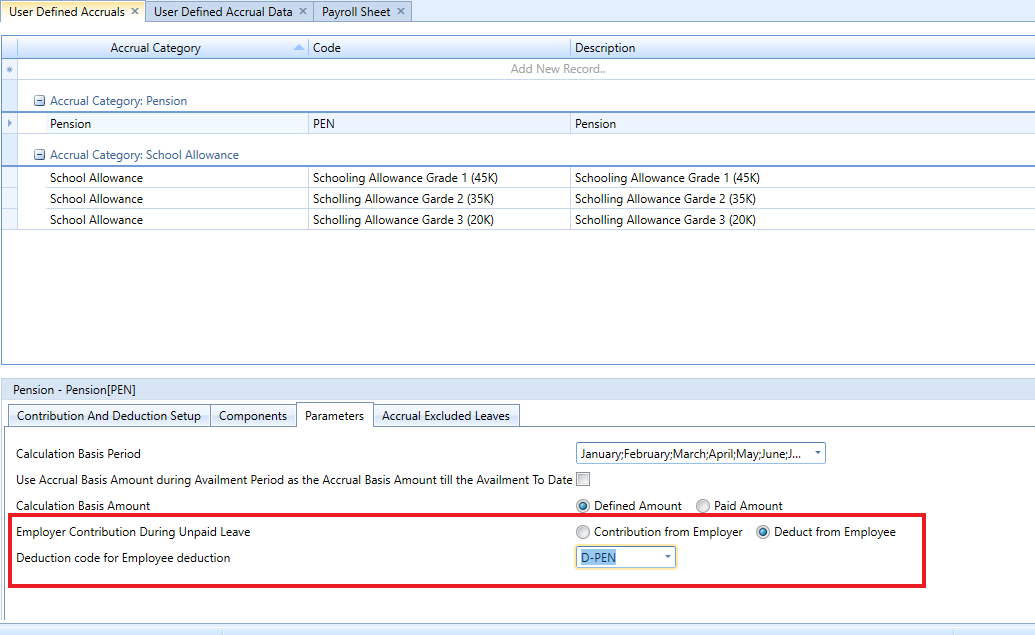 User Defined Accruals × User Defined Accrual Data × Payroll Sheet ×
Accrual Category Code Description
Add New Record..
Accrual Category: Pension
Pension PEN Pension
Accrual Category: School Allowance
School Allowance Schooling Allowance Grade 1 (45K) Schooling Allowance Grade 1 (45K)
School Allowance Scholling Allowance Garde 2 (35K) Scholling Allowance Garde 2 (35K)
School Allowance Scholling Allowance Garde 3 (20K) Scholling Allowance Garde 3 (20K)
Pension - Pension[PEN]
Contribution And Deduction Setup Components Parameters Accrual Excluded Leaves
Calculation Basis Period January;February;March;April;May;June;J...
Use Accrual Basis Amount during Availment Period as the Accrual Basis Amount till the Availment To Date
Calculation Basis Amount Defined Amount Paid Amount
Employer Contribution During Unpaid Leave Contribution from Employer Deduct from Employee
Deduction code for Employee deduction D-PEN